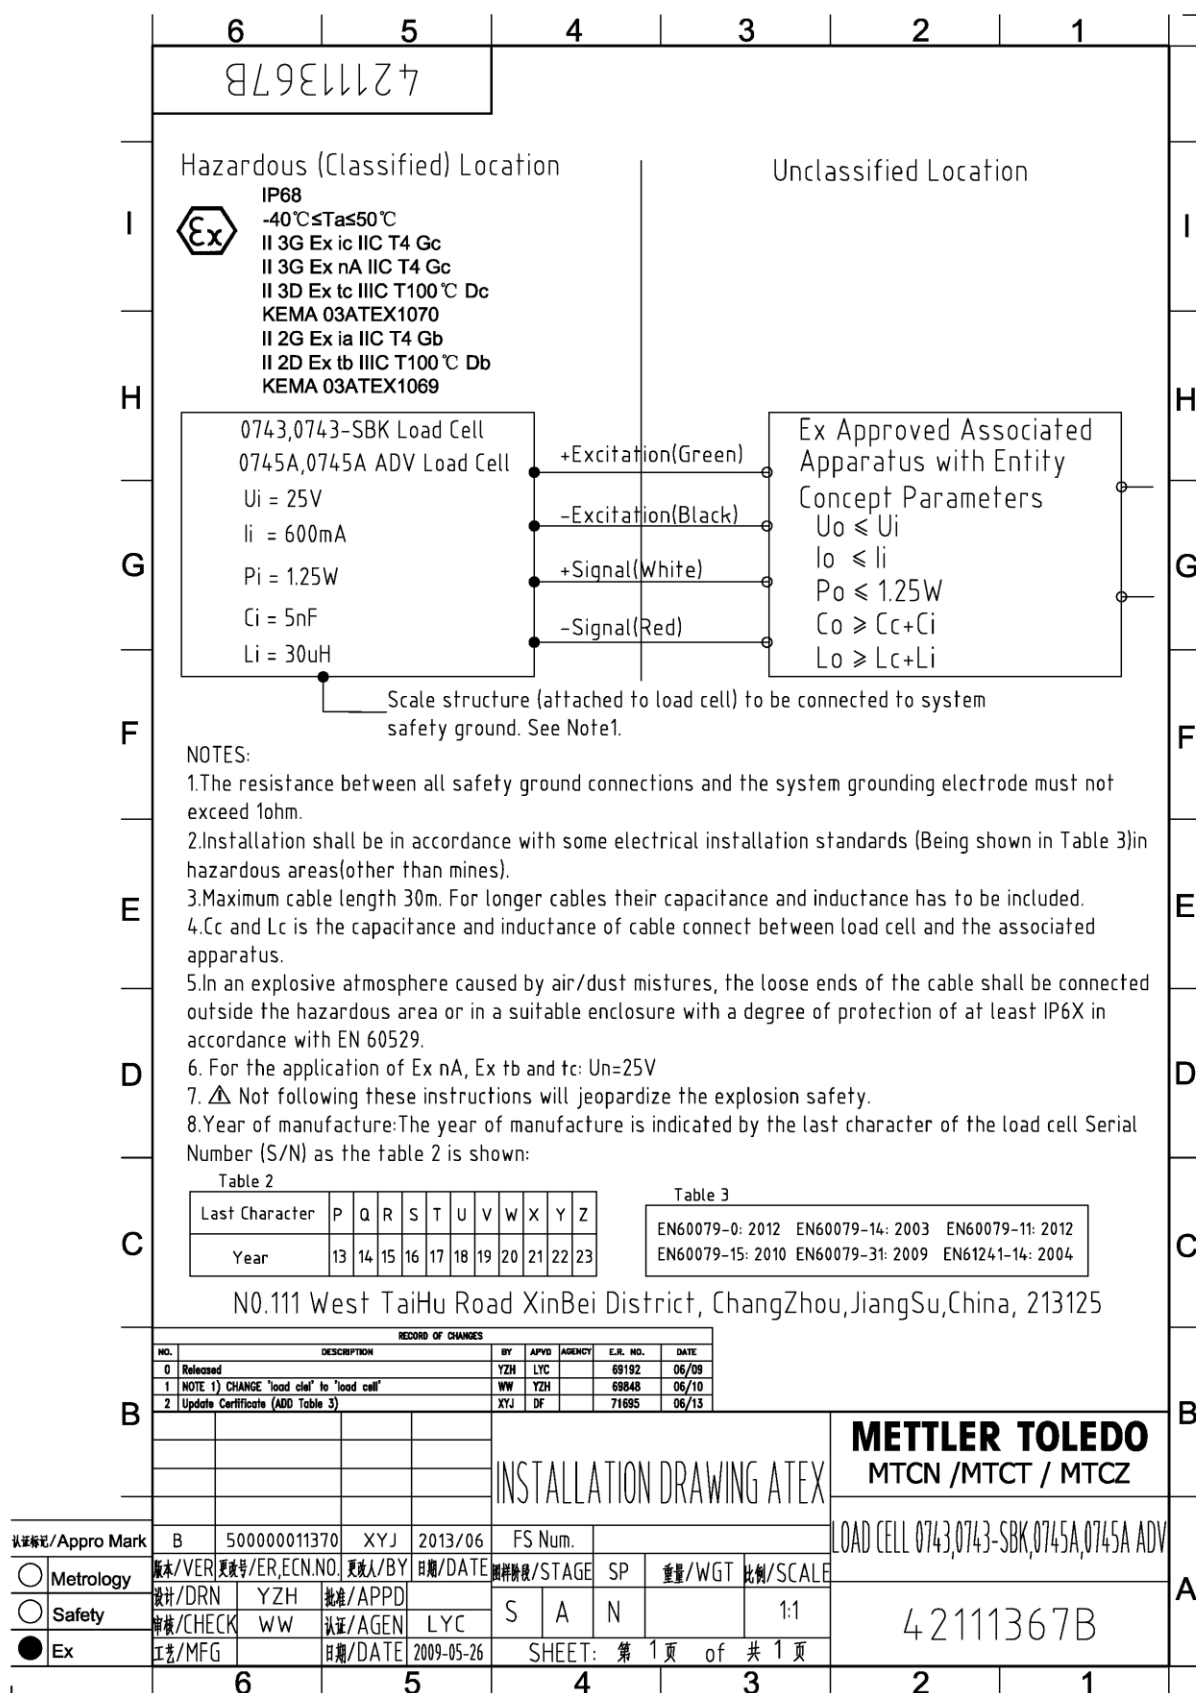 6 5 4 3 2 1
42111367B
Hazardous (Classified) Location
Unclassified Location
IP68
-40℃≤Ta≤50℃
II 3G Ex ic IIC T4 Gc
II 3G Ex nA IIC T4 Gc
II 3D Ex tc IIIC T100℃ Dc
KEMA 03ATEX1070
II 2G Ex ia IIC T4 Gb
II 2D Ex tb IIIC T100℃ Db
KEMA 03ATEX1069
Ex
I I
H H
G G
F F
E E
D D
C C
B B
A
0743,0743-SBK Load Cell
0745A,0745A ADV Load Cell
Ui = 25V
Ii = 600mA
Pi = 1.25W
Ci = 5nF
Li = 30uH
+Excitation(Green)
-Excitation(Black)
+Signal(White)
-Signal(Red)
Ex Approved Associated
Apparatus with Entity
Concept Parameters
Uo ⩽ Ui
Io ⩽ Ii
Po ⩽ 1.25W
Co ⩾ Cc+Ci
Lo ⩾ Lc+Li
Scale structure (attached to load cell) to be connected to system
safety ground. See Note1.
NOTES:
1.The resistance between all safety ground connections and the system grounding electrode must not
exceed 1ohm.
2.Installation shall be in accordance with some electrical installation standards (Being shown in Table 3)in
hazardous areas(other than mines).
3.Maximum cable length 30m. For longer cables their capacitance and inductance has to be included.
4.Cc and Lc is the capacitance and inductance of cable connect between load cell and the associated
apparatus.
5.In an explosive atmosphere caused by air/dust mistures, the loose ends of the cable shall be connected
outside the hazardous area or in a suitable enclosure with a degree of protection of at least IP6X in
accordance with EN 60529.
6. For the application of Ex nA, Ex tb and tc: Un=25V
7. ⚠ Not following these instructions will jeopardize the explosion safety.
8.Year of manufacture:The year of manufacture is indicated by the last character of the load cell Serial
Number (S/N) as the table 2 is shown:
Table 2
Last Character P Q R S T U V W X Y Z
Year 13 14 15 16 17 18 19 20 21 22 23
Table 3
EN60079-0: 2012 EN60079-14: 2003 EN60079-11: 2012
EN60079-15: 2010 EN60079-31: 2009 EN61241-14: 2004
N0.111 West TaiHu Road XinBei District, ChangZhou,JiangSu,China, 213125
RECORD OF CHANGES
NO. DESCRIPTION BY APVD AGENCY E.R. NO. DATE
0 Released YZH LYC 69192 06/09
1 NOTE 1) CHANGE "load clel" to "load cell" WW YZH 69848 06/10
2 Update Certificate (ADD Table 3) XYJ DF 71695 06/13
INSTALLATION DRAWING ATEX
METTLER TOLEDO
MTCN /MTCT / MTCZ
LOAD CELL 0743,0743-SBK,0745A,0745A ADV
42111367B
认证标记/Appro Mark
Metrology
Safety
Ex
B 500000011370 XYJ 2013/06 FS Num.
版本/VER 更改号/ER,ECN.NO. 更改人/BY 日期/DATE 图样阶段/STAGE SP 重量/WGT 比例/SCALE
设计/DRN YZH 批准/APPD
审核/CHECK WW 认证/AGEN LYC S A N 1:1
工艺/MFG 日期/DATE 2009-05-26 SHEET: 第 1 页 of 共 1 页
6 5 4 3 2 1